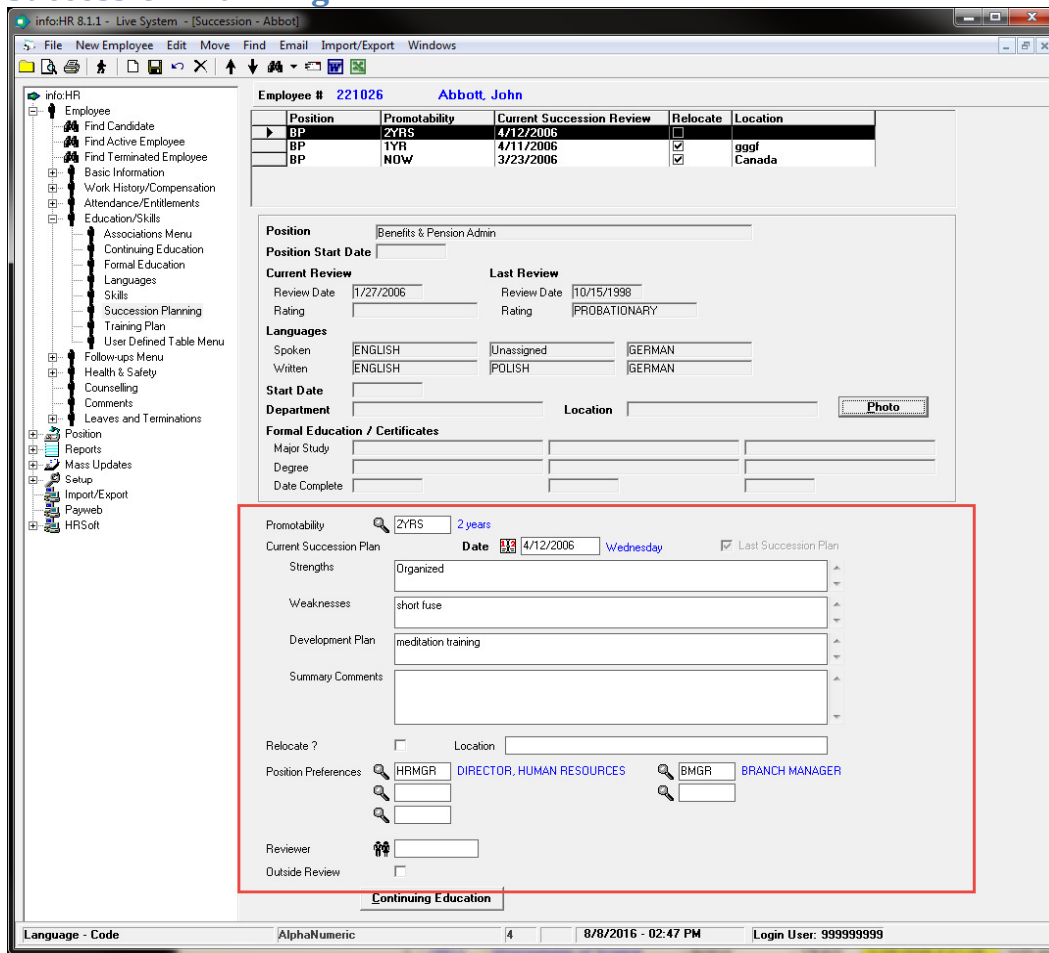 info:HR 8.1.1 - Live System - [Succession - Abbot]
File New Employee Edit Move Find Email Import/Export Windows
info:HR
Employee
Find Candidate
Find Active Employee
Find Terminated Employee
Basic Information
Work History/Compensation
Attendance/Entitlements
Education/Skills
Associations Menu
Continuing Education
Formal Education
Languages
Skills
Succession Planning
Training Plan
User Defined Table Menu
Follow-ups Menu
Health & Safety
Counselling
Comments
Leaves and Terminations
Position
Reports
Mass Updates
Setup
Import/Export
Payweb
HRSoft
Employee # 221026 Abbott, John
Position Promotability Current Succession Review Relocate Location
BP 2YRS 4/12/2006
BP 1YR 4/11/2006 gggf
BP NOW 3/23/2006 Canada
Position Benefits & Pension Admin
Position Start Date
Current Review Last Review
Review Date 1/27/2006 Review Date 10/15/1998
Rating Rating PROBATIONARY
Languages
Spoken ENGLISH Unassigned GERMAN
Written ENGLISH POLISH GERMAN
Start Date
Department Location Photo
Formal Education / Certificates
Major Study
Degree
Date Complete
Promotability 2YRS 2 years
Current Succession Plan Date 4/12/2006 Wednesday Last Succession Plan
Strengths Organized
Weaknesses short fuse
Development Plan meditation training
Summary Comments
Relocate ? Location
Position Preferences HRMGR DIRECTOR, HUMAN RESOURCES BMGR BRANCH MANAGER
Reviewer
Outside Review
Continuing Education
Language - Code AlphaNumeric 4 8/8/2016 - 02:47 PM Login User: 999999999